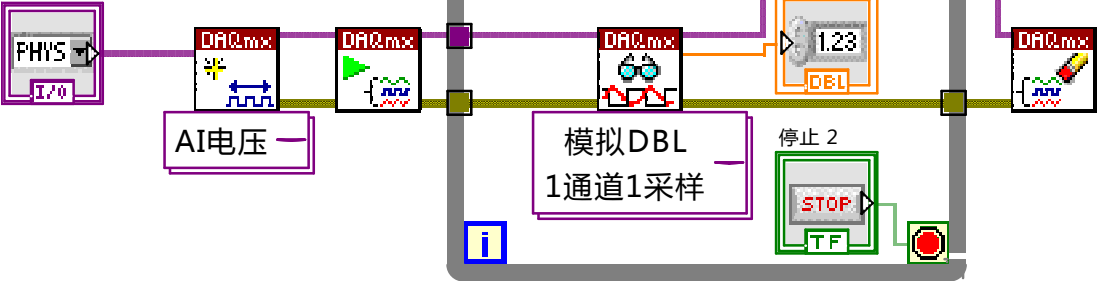 PHYS
I/O
DAQmx
AI电压
DAQmx
DAQmx
模拟DBL
1通道1采样
1.23
DBL
停止 2
STOP
TF
i
DAQmx